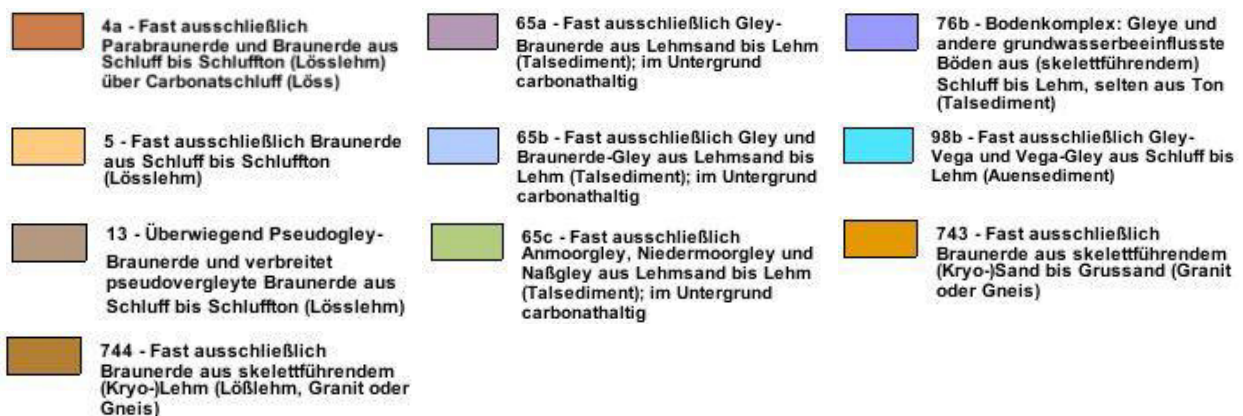 4a - Fast ausschließlich
Parabraunerde und Braunerde aus
Schluff bis Schluffton (Lösslehm)
über Carbonatschluff (Löss)
5 - Fast ausschließlich Braunerde
aus Schluff bis Schluffton
(Lösslehm)
13 - Überwiegend Pseudogley-
Braunerde und verbreitet
pseudovergleyte Braunerde aus
Schluff bis Schluffton (Lösslehm)
744 - Fast ausschließlich
Braunerde aus skelettführendem
(Kryo-)Lehm (Lößlehm, Granit oder
Gneis)
65a - Fast ausschließlich Gley-
Braunerde aus Lehmsand bis Lehm
(Talsediment); im Untergrund
carbonathaltig
65b - Fast ausschließlich Gley und
Braunerde-Gley aus Lehmsand bis
Lehm (Talsediment); im Untergrund
carbonathaltig
65c - Fast ausschließlich
Anmoorgley, Niedermoorgley und
Naßgley aus Lehmsand bis Lehm
(Talsediment); im Untergrund
carbonathaltig
76b - Bodenkomplex: Gleye und
andere grundwasserbeeinflusste
Böden aus (skelettführendem)
Schluff bis Lehm, selten aus Ton
(Talsediment)
98b - Fast ausschließlich Gley-
Vega und Vega-Gley aus Schluff bis
Lehm (Auensediment)
743 - Fast ausschließlich
Braunerde aus skelettführendem
(Kryo-)Sand bis Grussand (Granit
oder Gneis)